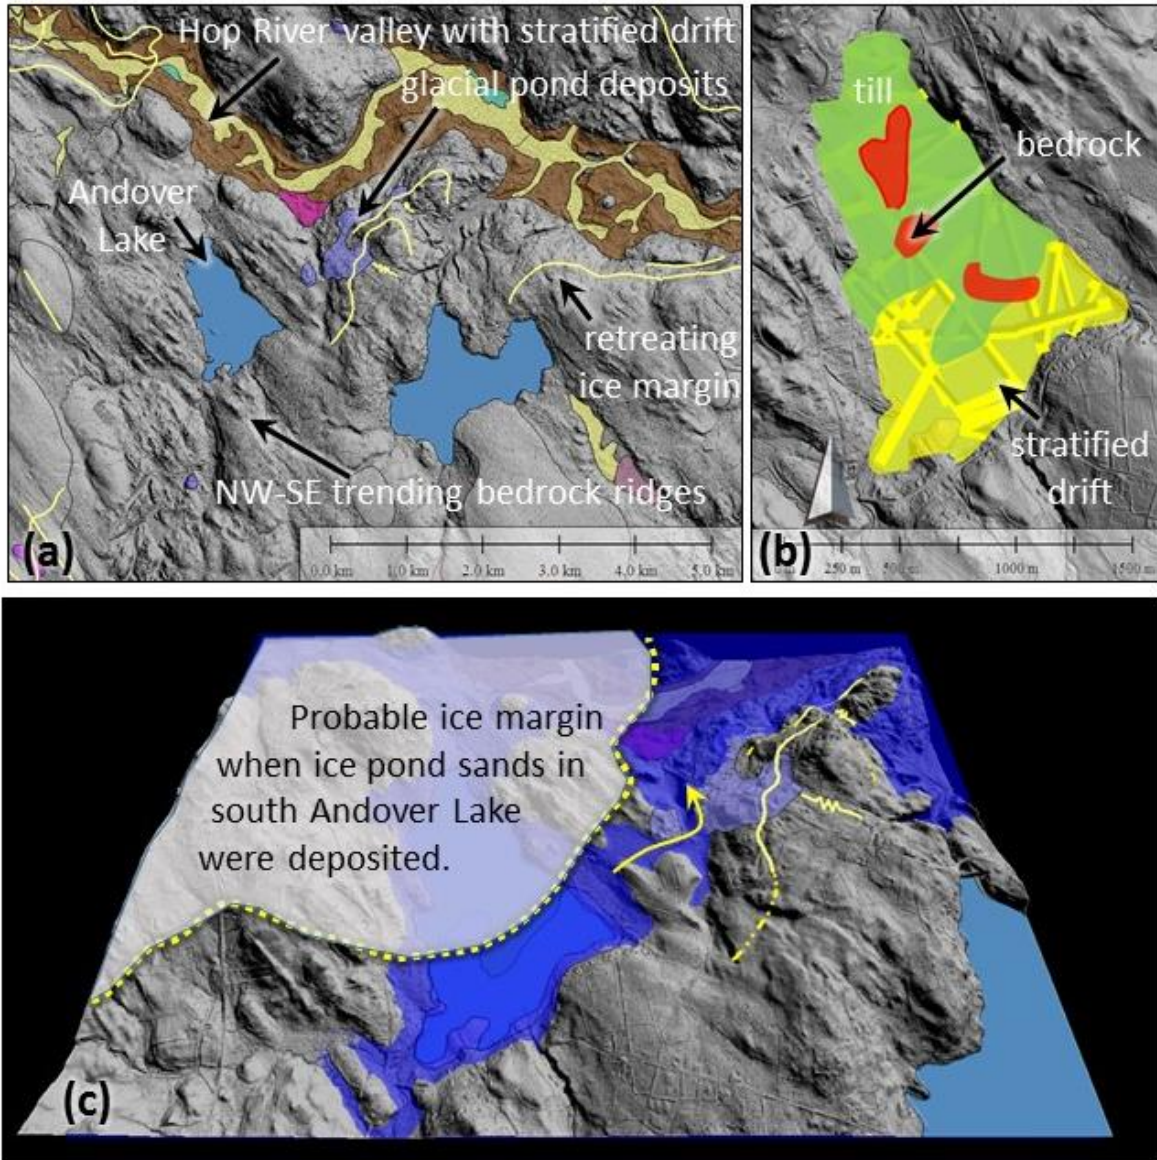 Hop River valley with stratified drift
glacial pond deposits
Andover
Lake
retreating
ice margin
NW-SE trending bedrock ridges
(a)
0.0 km 1.0 km 2.0 km 3.0 km 4.0 km 5.0 km
till
bedrock
stratified
drift
(b)
250 m 500 m 1000 m 1500 m
Probable ice margin
when ice pond sands in
south Andover Lake
were deposited.
(c)